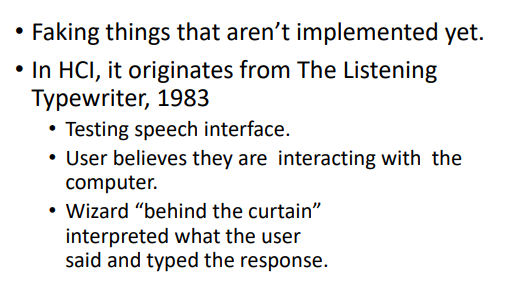 • Faking things that aren’t implemented yet.
• In HCI, it originates from The Listening
Typewriter, 1983
• Testing speech interface.
• User believes they are  interacting with  the
computer.
• Wizard “behind the curtain”
interpreted what the user
said and typed the response.